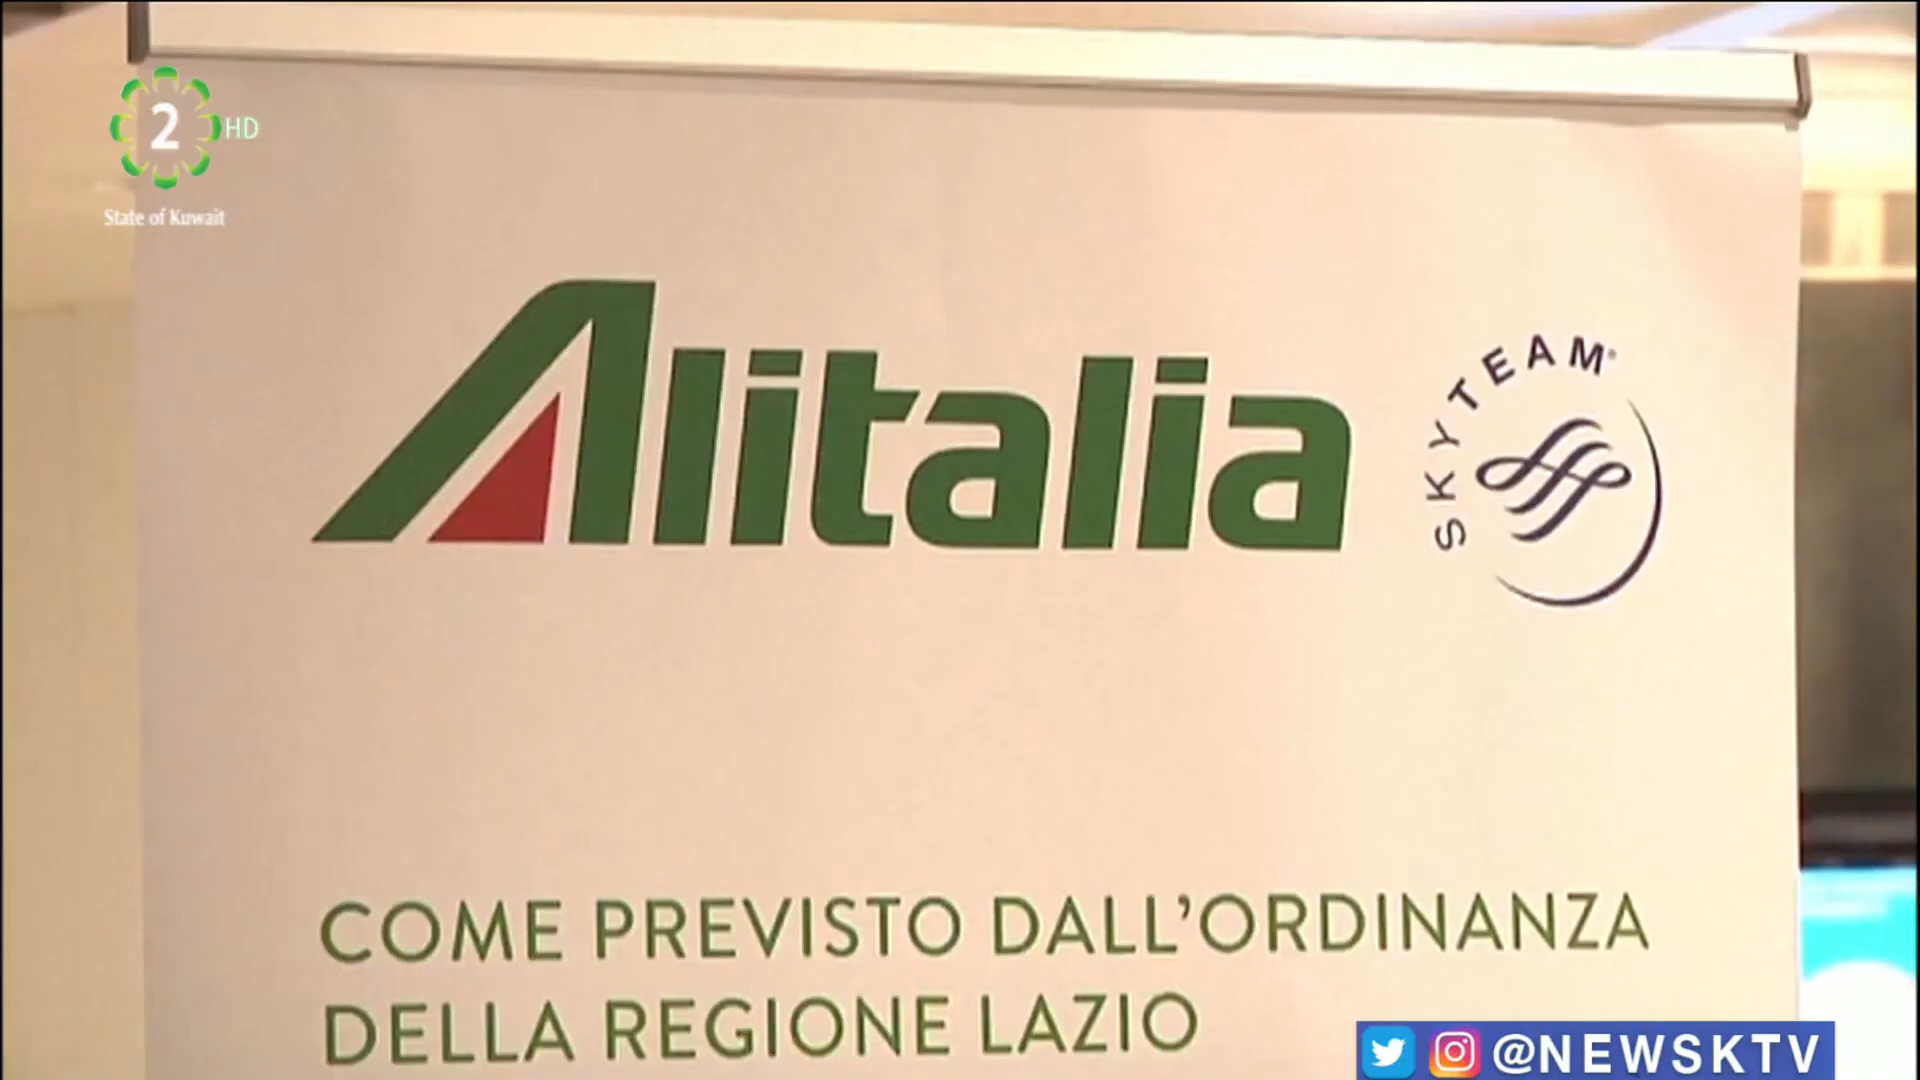 2 HD
State of Kuwait
Alitalia
SKYTEAM
COME PREVISTO DALL'ORDINANZA
DELLA REGIONE LAZIO
@NEWSKTV